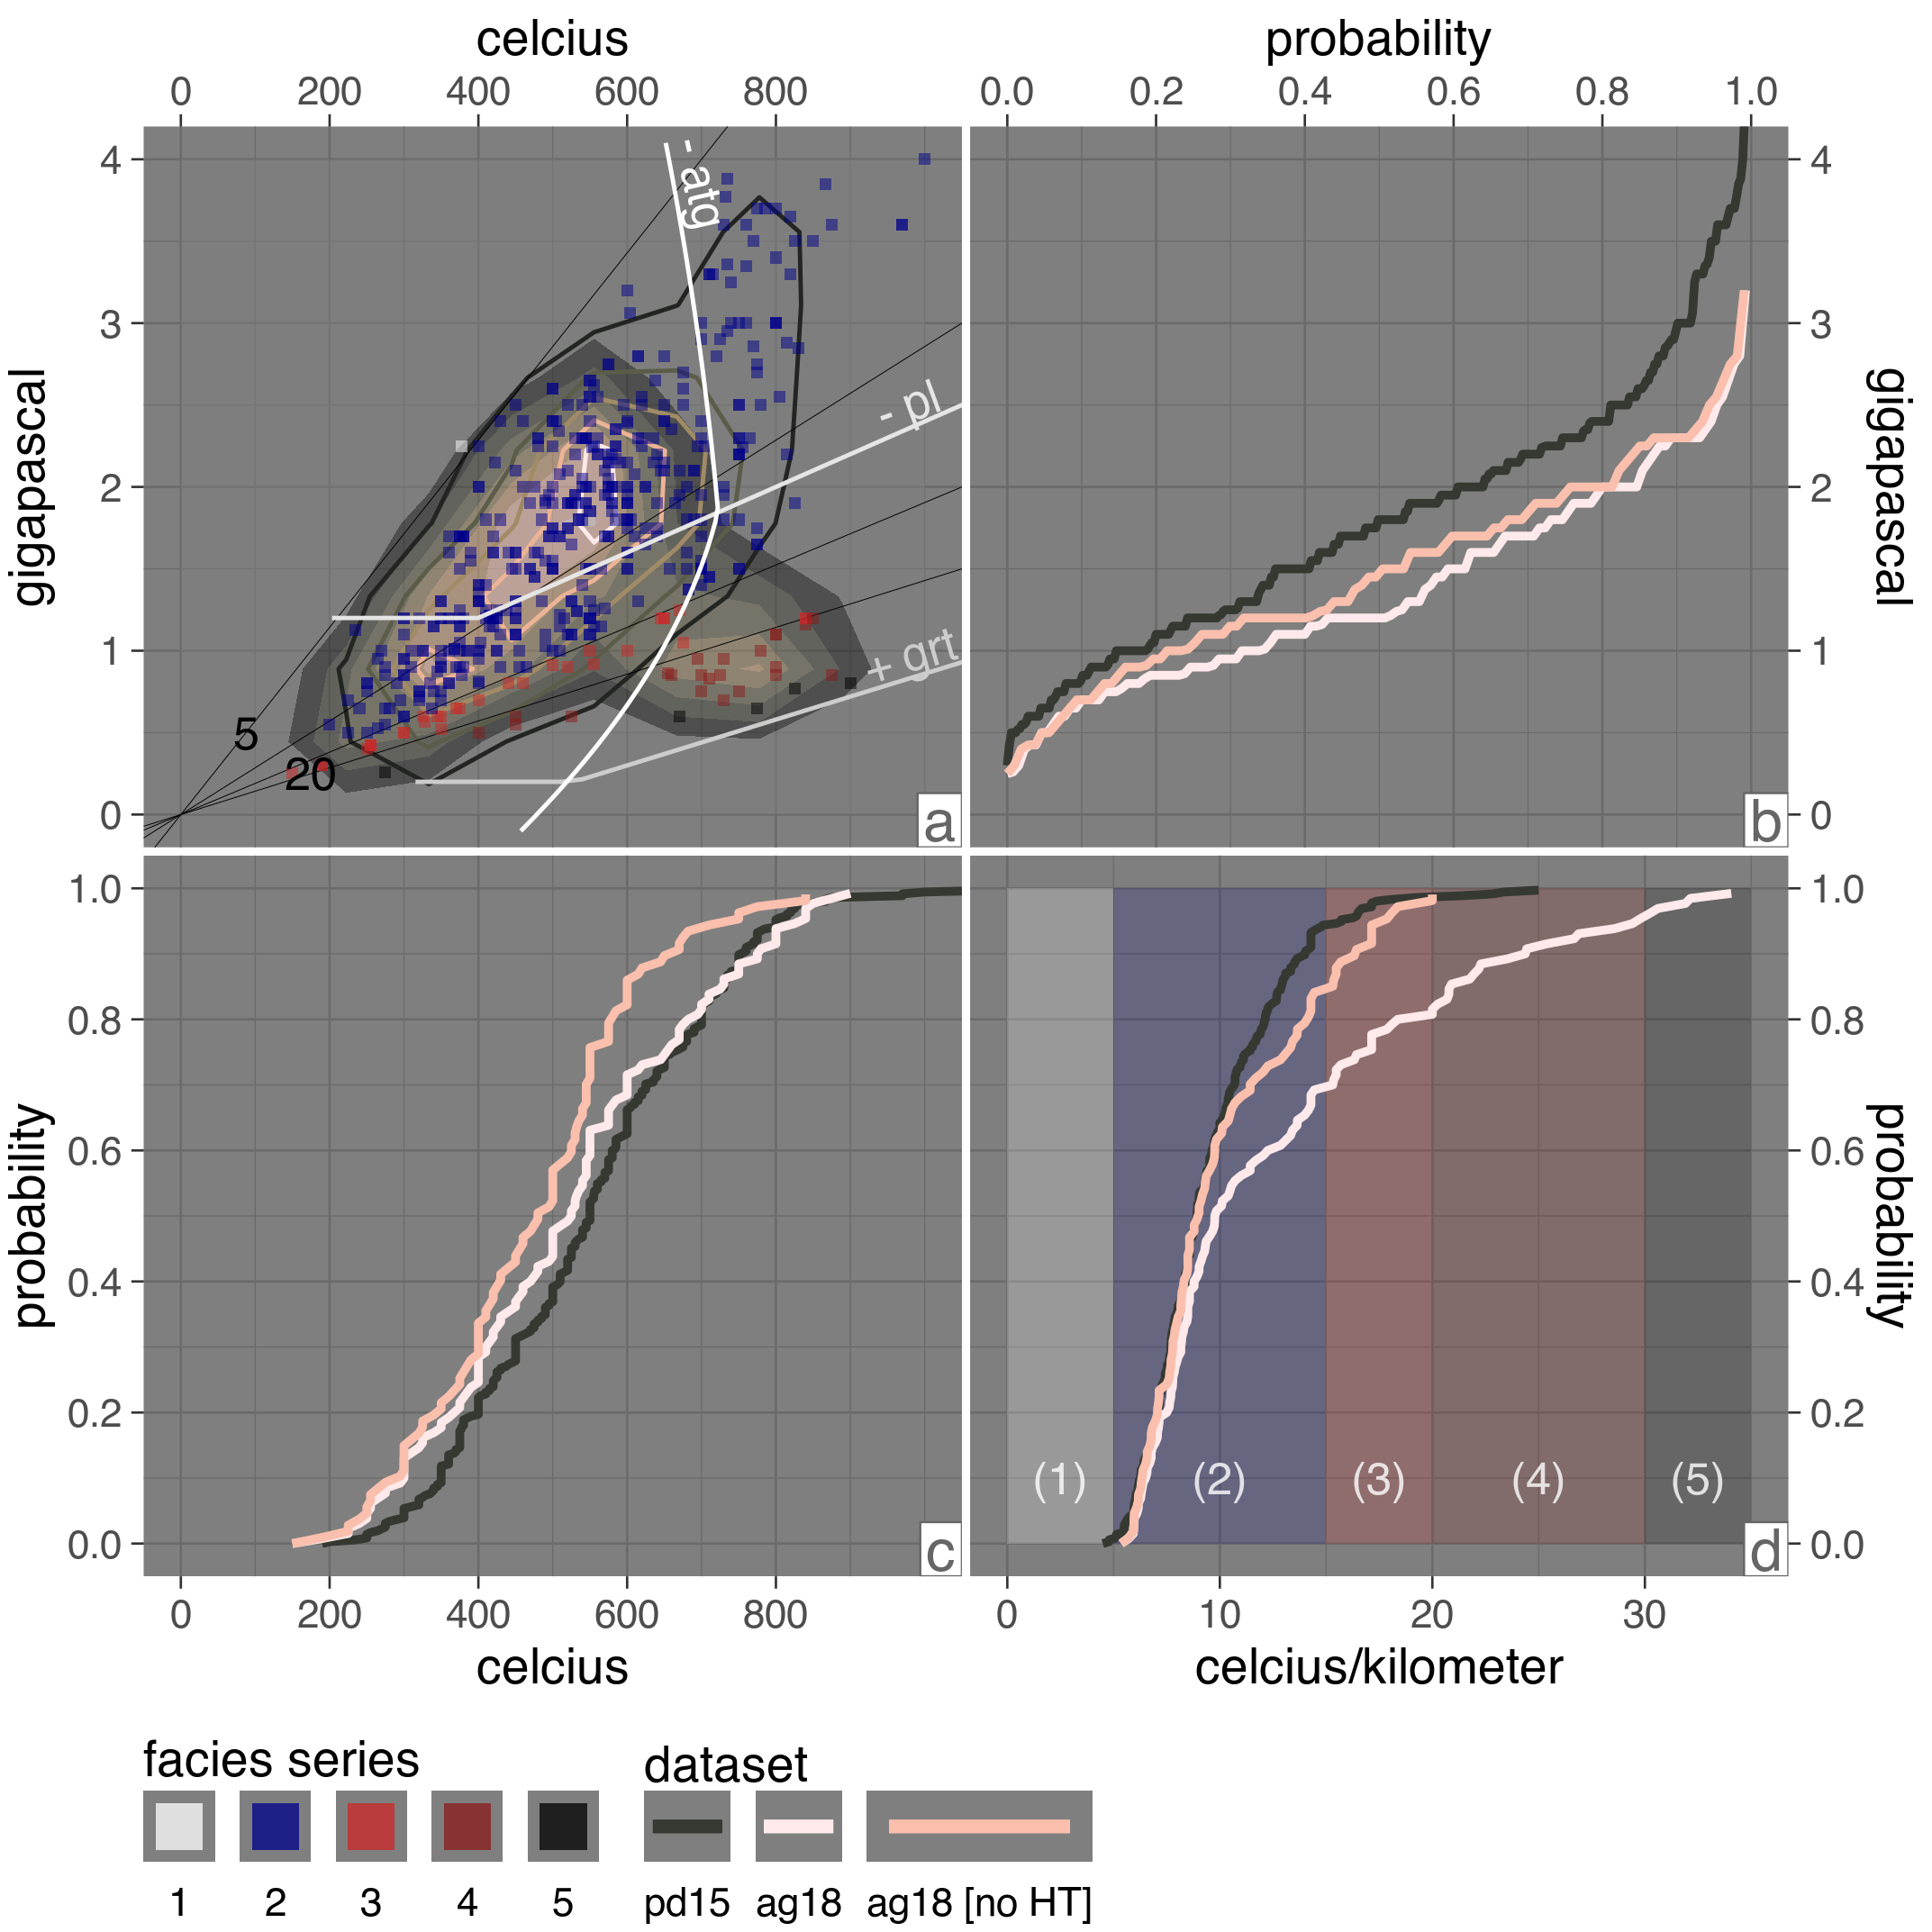 celcius
probability
0 200 400 600 800
0.0 0.2 0.4 0.6 0.8 1.0
gigapascal
4
3
2
1
0
- atg
- pl
+ grt
5
20
a
4
3
2
1
0
gigapascal
b
probability
1.0
0.8
0.6
0.4
0.2
0.0
c
(1) (2) (3) (4) (5)
d
1.0
0.8
0.6
0.4
0.2
0.0
probability
0 200 400 600 800
0 10 20 30
celcius
celcius/kilometer
facies series
1 2 3 4 5
dataset
pd15 ag18 ag18 [no HT]